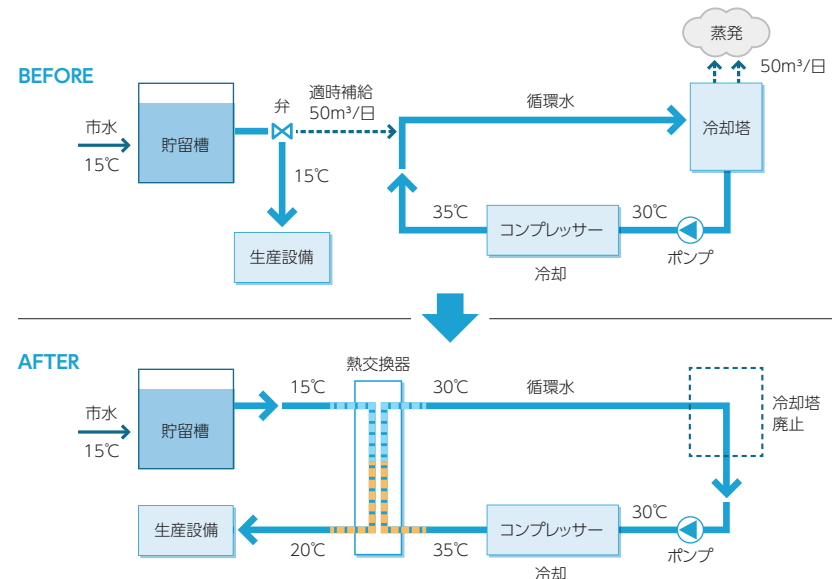 BEFORE
蒸発
50m³/日
適時補給
50m³/日
弁
循環水
市水
15℃
貯留槽
冷却塔
15℃
35℃
コンプレッサー
30℃
ポンプ
冷却
生産設備
AFTER
熱交換器
15℃
30℃
循環水
冷却塔
廃止
市水
15℃
貯留槽
生産設備
20℃
35℃
コンプレッサー
30℃
ポンプ
冷却